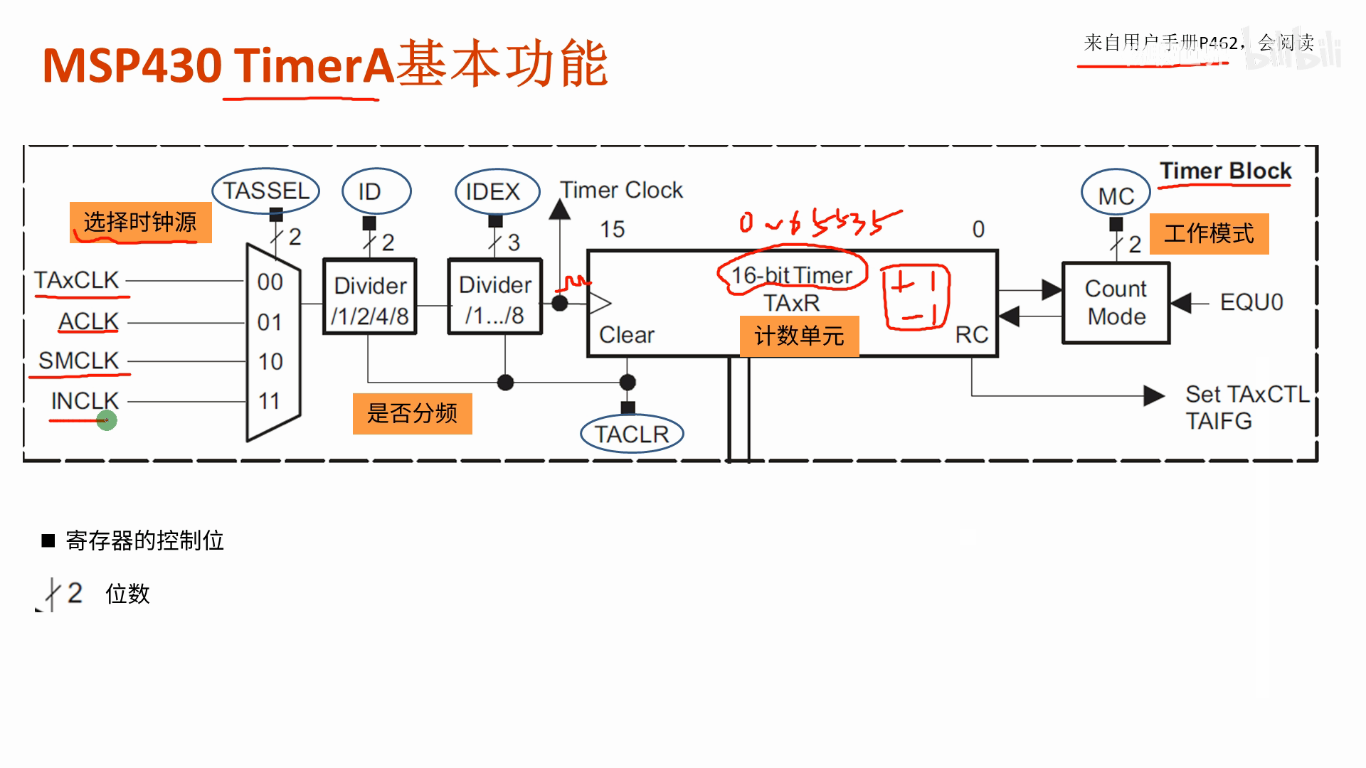 MSP430 TimerA基本功能
来自用户手册P462，会阅读
bilibili
Timer Block
TASSEL
ID
IDEX
Timer Clock
MC
选择时钟源
2
2
3
15
0~65535
0
2
工作模式
TAxCLK
00
Divider
/1/2/4/8
Divider
/1.../8
16-bit Timer
TAxR
+1
-1
Count
Mode
EQU0
ACLK
01
Clear
计数单元
RC
SMCLK
10
INCLK
11
是否分频
TACLR
Set TAxCTL
TAIFG
寄存器的控制位
2 位数